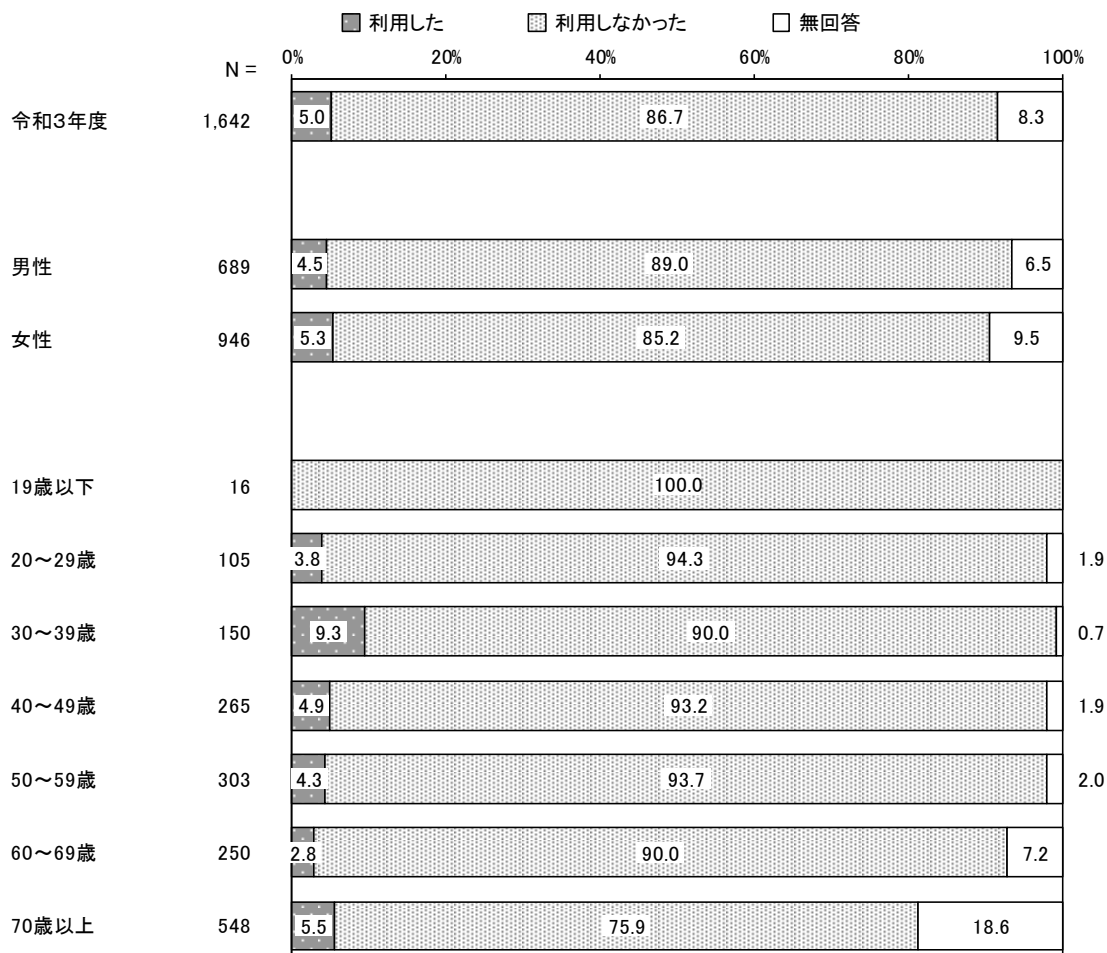 利用した 利用しなかった 無回答
N = 0% 20% 40% 60% 80% 100%
令和3年度 1,642 5.0 86.7 8.3
男性 689 4.5 89.0 6.5
女性 946 5.3 85.2 9.5
19歳以下 16 100.0
20～29歳 105 3.8 94.3 1.9
30～39歳 150 9.3 90.0 0.7
40～49歳 265 4.9 93.2 1.9
50～59歳 303 4.3 93.7 2.0
60～69歳 250 2.8 90.0 7.2
70歳以上 548 5.5 75.9 18.6